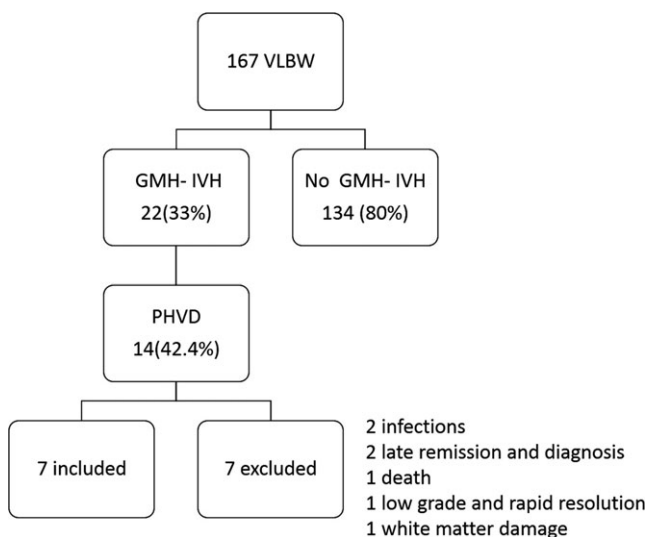 167 VLBW
GMH- IVH
22(33%)
No GMH- IVH
134 (80%)
PHVD
14(42.4%)
7 included
7 excluded
2 infections
2 late remission and diagnosis
1 death
1 low grade and rapid resolution
1 white matter damage